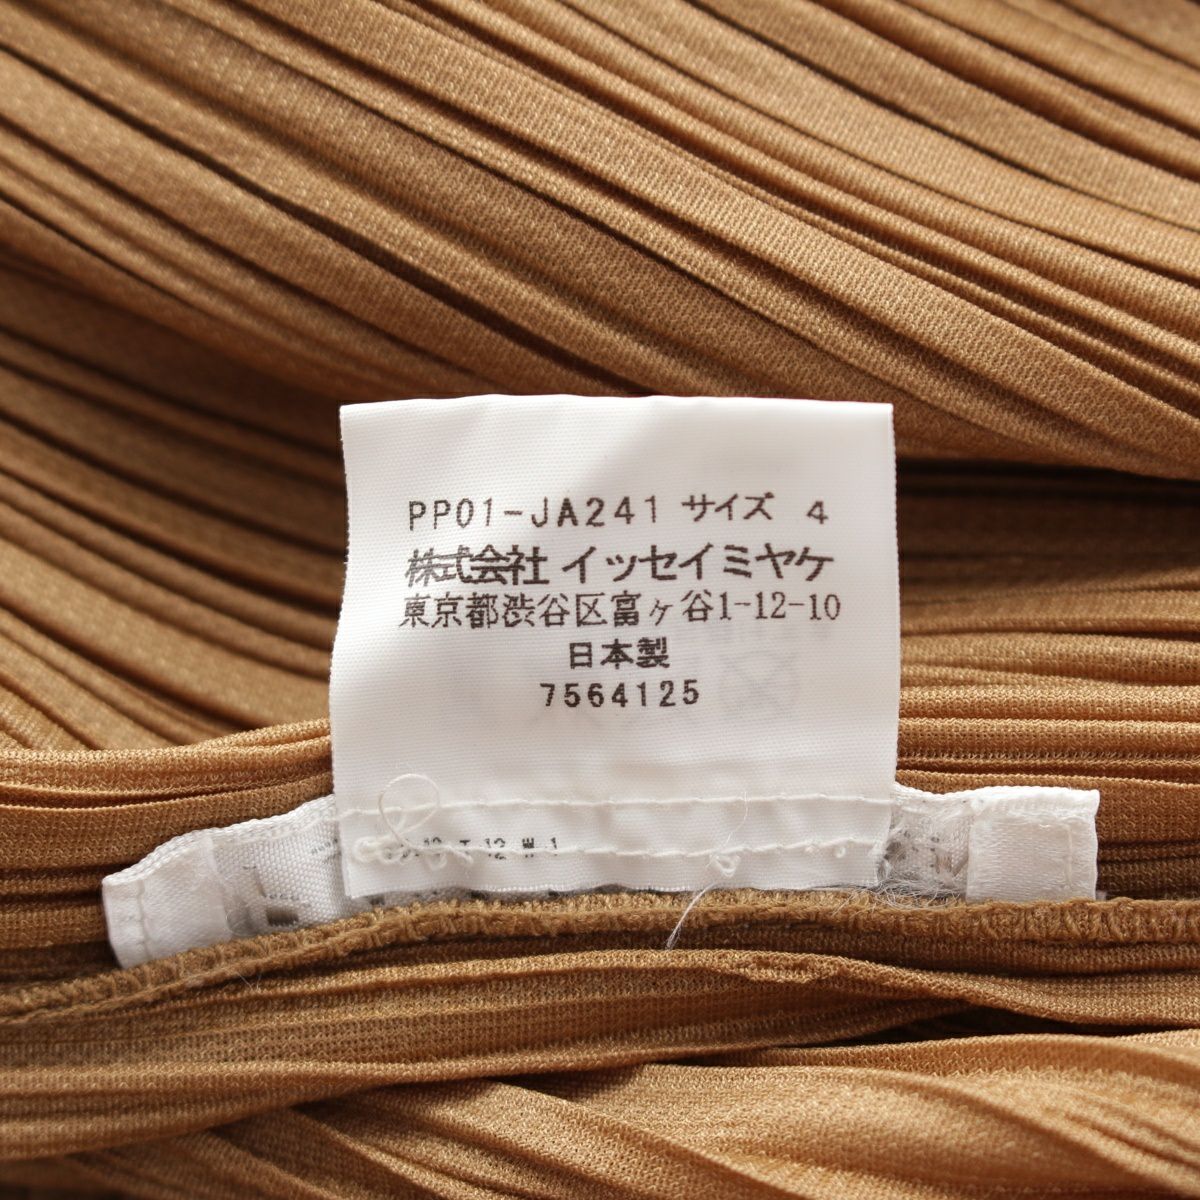 PP01-JA241 サイズ 4
株式会社 イッセイミヤケ
東京都渋谷区富ヶ谷1-12-10
日本製
7564125